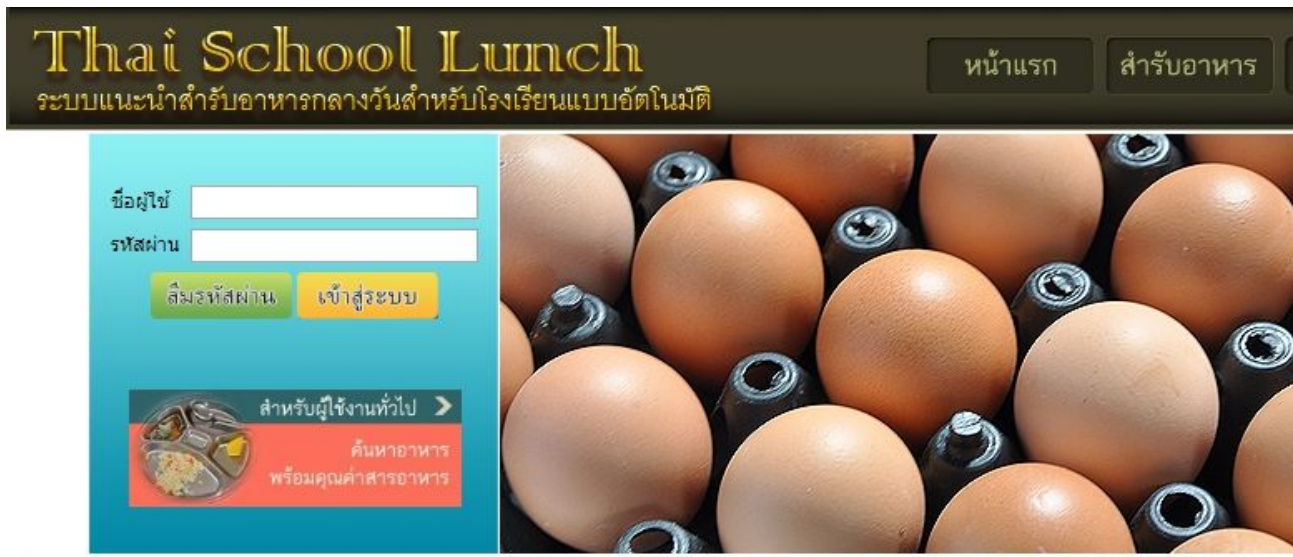 Thai School Lunch
ระบบแนะนำสำรับอาหารกลางวันสำหรับโรงเรียนแบบอัตโนมัติ
หน้าแรก
สำรับอาหาร
ชื่อผู้ใช้
รหัสผ่าน
ลืมรหัสผ่าน
เข้าสู่ระบบ
สำหรับผู้ใช้งานทั่วไป
ค้นหาอาหาร
พร้อมคุณค่าสารอาหาร